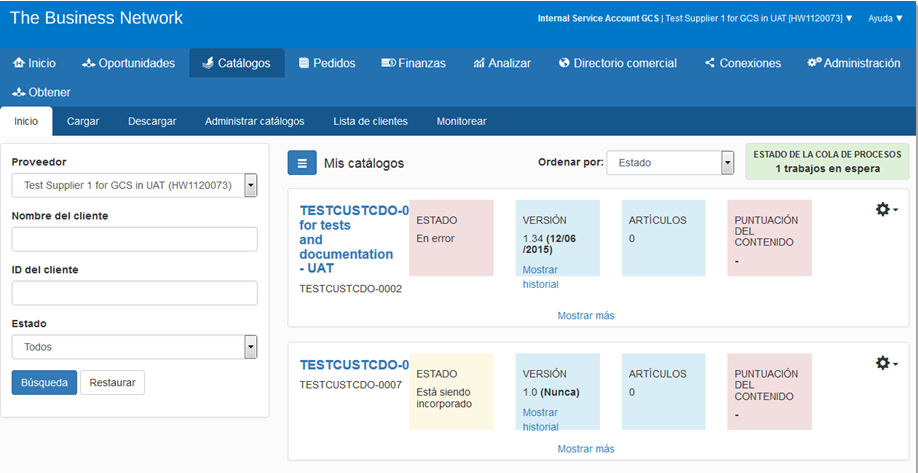 The Business Network
Internal Service Account GCS | Test Supplier 1 for GCS in UAT [HW1120073] ▼ Ayuda ▼
Inicio Oportunidades Catálogos Pedidos Finanzas Analizar Directorio comercial Conexiones Administración
Obtener
Inicio Cargar Descargar Administrar catálogos Lista de clientes Monitorear
Proveedor
Test Supplier 1 for GCS in UAT (HW1120073)
Nombre del cliente
ID del cliente
Estado
Todos
Búsqueda Restaurar
Mis catálogos
Ordenar por: Estado
ESTADO DE LA COLA DE PROCESOS
1 trabajos en espera
TESTCUSTCDO-0
for tests
and
documentation
- UAT
TESTCUSTCDO-0002
ESTADO
En error
VERSIÓN
1.34 (12/06
/2015)
Mostrar
historial
ARTÍCULOS
0
PUNTUACIÓN
DEL
CONTENIDO
-
Mostrar más
TESTCUSTCDO-0
TESTCUSTCDO-0007
ESTADO
Está siendo
incorporado
VERSIÓN
1.0 (Nunca)
Mostrar
historial
ARTÍCULOS
0
PUNTUACIÓN
DEL
CONTENIDO
-
Mostrar más